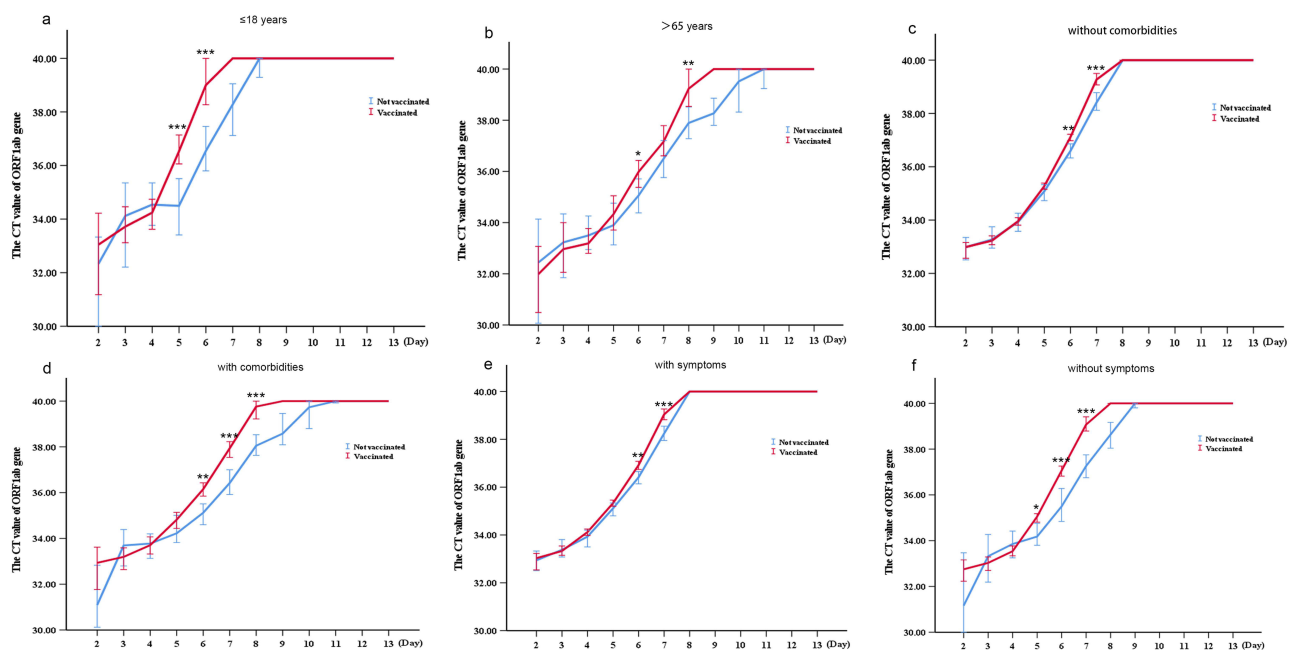 a
≤18 years
The CT value of ORF1ab gene
40.00
38.00
36.00
34.00
32.00
30.00
***
***
Not vaccinated
Vaccinated
2 3 4 5 6 7 8 9 10 11 12 13 (Day)
b
>65 years
The CT value of ORF1ab gene
40.00
38.00
36.00
34.00
32.00
30.00
*
**
Not vaccinated
Vaccinated
2 3 4 5 6 7 8 9 10 11 12 13 (Day)
c
without comorbidities
The CT value of ORF1ab gene
40.00
38.00
36.00
34.00
32.00
30.00
**
***
Not vaccinated
Vaccinated
2 3 4 5 6 7 8 9 10 11 12 13 (Day)
d
with comorbidities
The CT value of ORF1ab gene
40.00
38.00
36.00
34.00
32.00
30.00
**
***
***
Not vaccinated
Vaccinated
2 3 4 5 6 7 8 9 10 11 12 13 (Day)
e
with symptoms
The CT value of ORF1ab gene
40.00
38.00
36.00
34.00
32.00
30.00
**
***
Not vaccinated
Vaccinated
2 3 4 5 6 7 8 9 10 11 12 13 (Day)
f
without symptoms
The CT value of ORF1ab gene
40.00
38.00
36.00
34.00
32.00
30.00
*
***
***
Not vaccinated
Vaccinated
2 3 4 5 6 7 8 9 10 11 12 13 (Day)